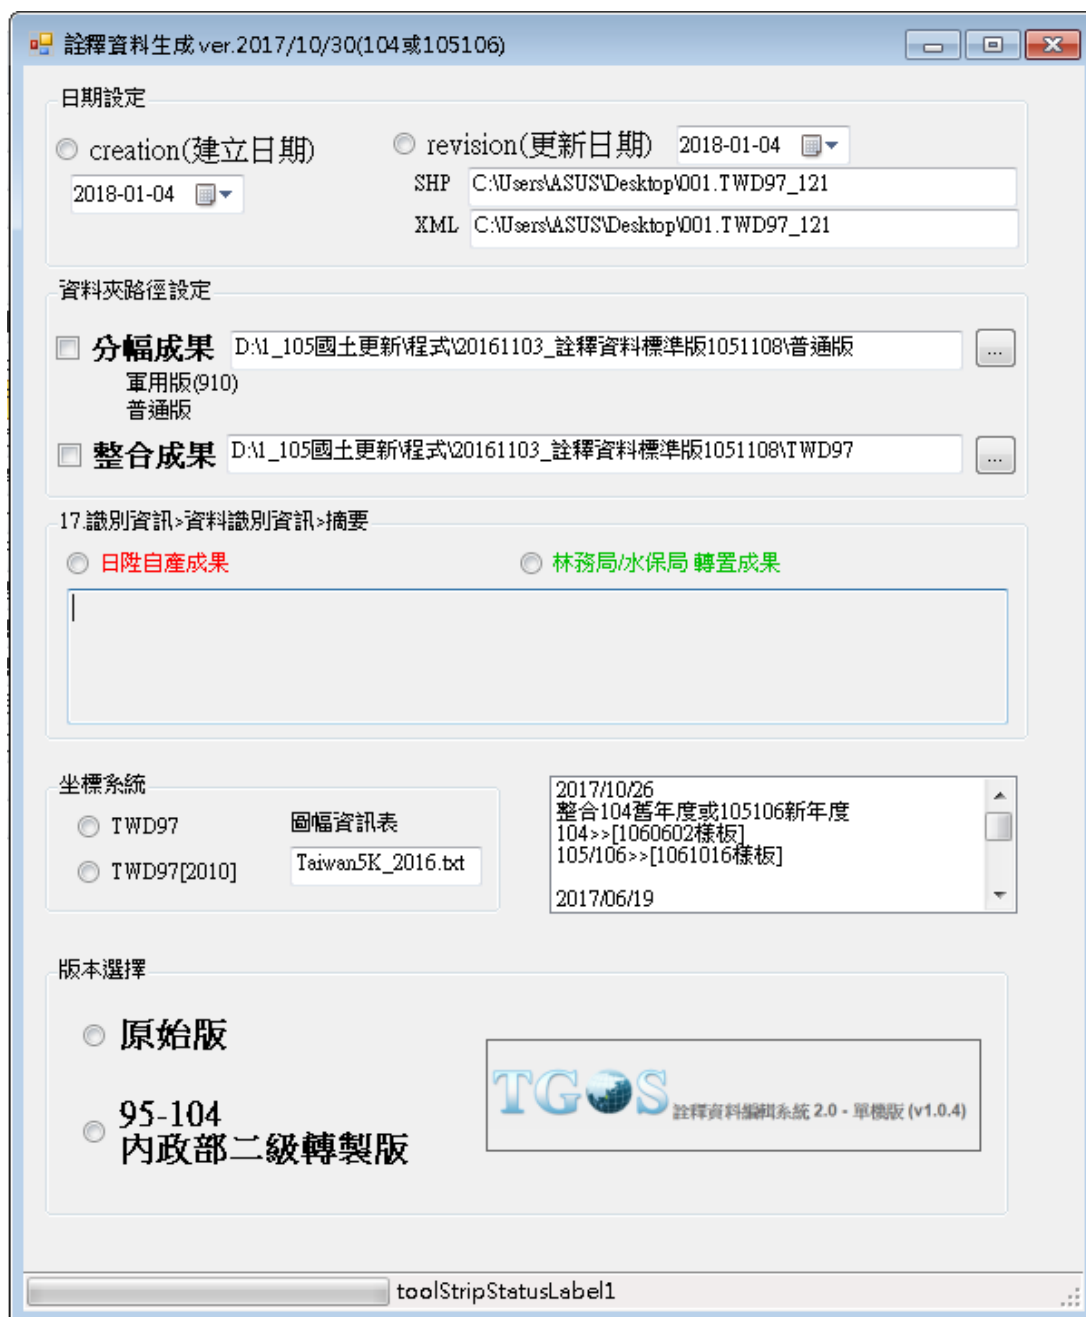 詮釋資料生成 ver.2017/10/30(104或105106)
日期設定
creation(建立日期)
revision(更新日期) 2018-01-04
2018-01-04
SHP C:\Users\ASUS\Desktop\001.TWD97_121
XML C:\Users\ASUS\Desktop\001.TWD97_121
資料夾路徑設定
分幅成果 D:\1_105國土更新\程式\20161103_詮釋資料標準版1051108\普通版 ...
軍用版(910)
普通版
整合成果 D:\1_105國土更新\程式\20161103_詮釋資料標準版1051108\TWD97 ...
17.識別資訊>資料識別資訊>摘要
日陞自產成果
林務局/水保局 轉置成果
坐標系統
TWD97
圖幅資訊表
TWD97[2010]
Taiwan5K_2016.txt
2017/10/26
整合104舊年度或105106新年度
104>>[1060602樣板]
105/106>>[1061016樣板]
2017/06/19
版本選擇
原始版
95-104
內政部二級轉製版
TGOS 詮釋資料編輯系統 2.0 - 單機版 (v1.0.4)
toolStripStatusLabel1